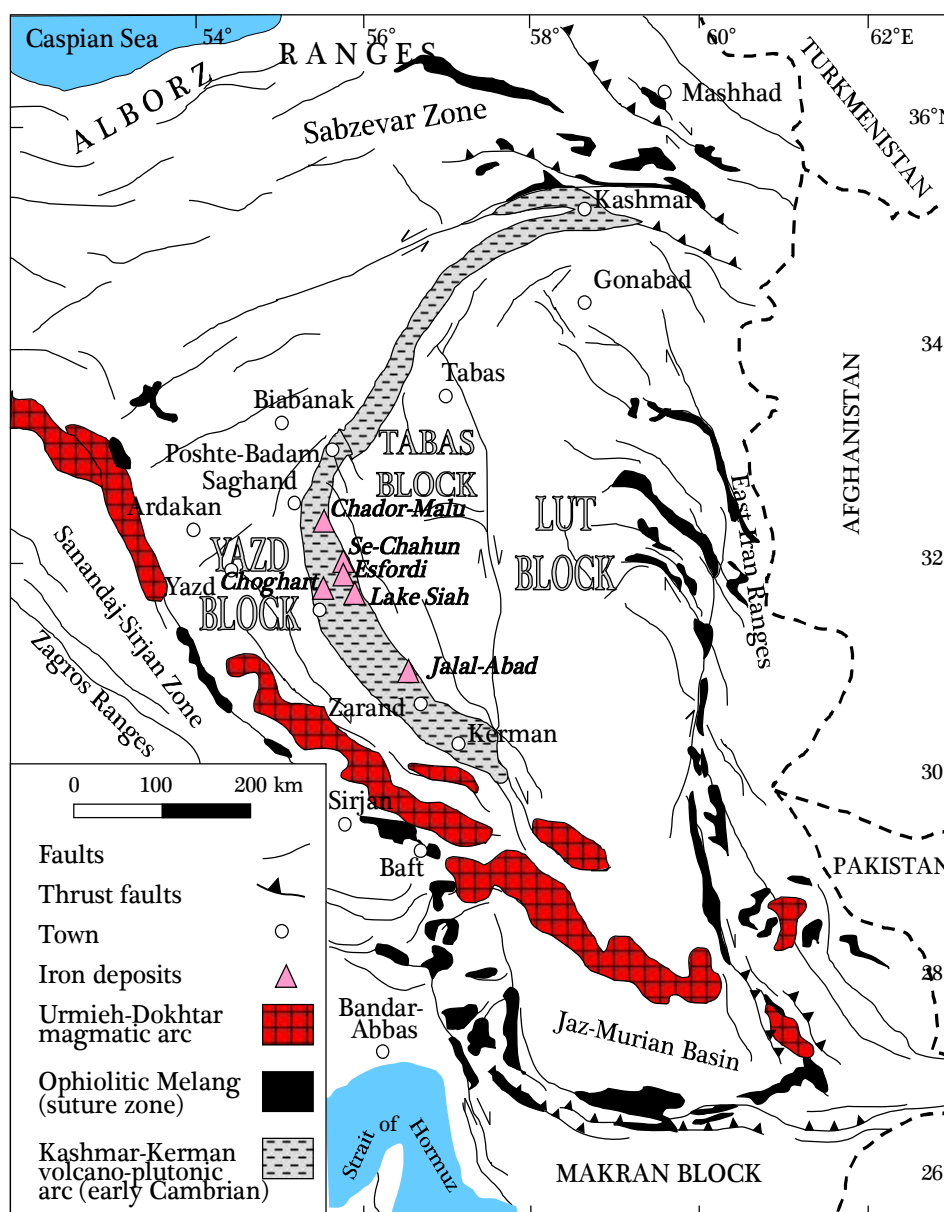 Caspian Sea
54°
56°
58°
60°
62°E
ALBORZ
RANGES
Mashhad
TURKMENISTAN
36°N
Sabzevar Zone
Kashmar
Gonabad
34
Tabas
Biabanak
AFGHANISTAN
TABAS
BLOCK
Poshte-Badam
Saghand
Chador-Malu
Ardakan
LUT
BLOCK
East Iran Ranges
Se-Chahun
Esfordi
32
YAZD
BLOCK
Yazd
Choghart
Lake Siah
Sanandaj-Sirjan Zone
Zagros Ranges
Jalal-Abad
Zarand
Kerman
30
0 100 200 km
Sirjan
Faults
Baft
PAKISTAN
Thrust faults
Town
Iron deposits
28
Urmieh-Dokhtar
magmatic arc
Bandar-
Abbas
Jaz-Murian Basin
Ophiolitic Melang
(suture zone)
Strait of
Hormuz
Kashmar-Kerman
volcano-plutonic
arc (early Cambrian)
MAKRAN BLOCK
26